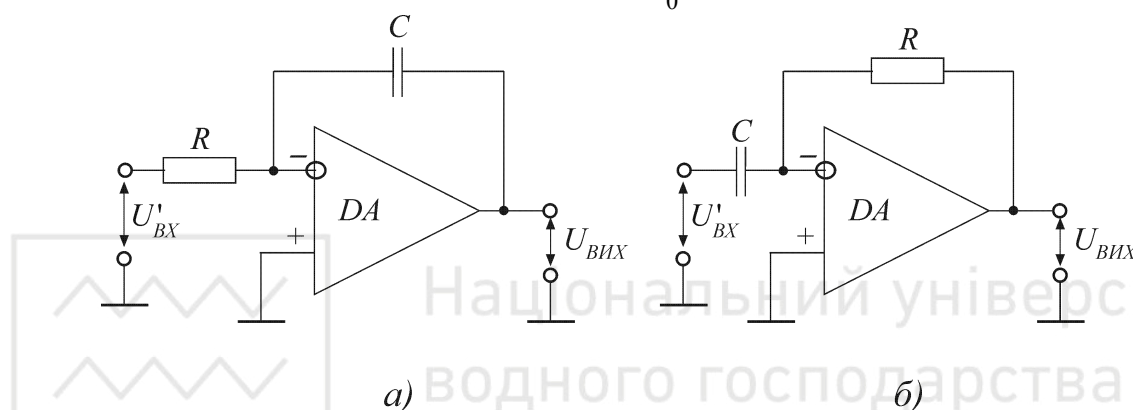 0
C
R
R
C
−
−
DA
DA
U'ВХ
+
UВИХ
U'ВХ
+
UВИХ
Національний універс
водного господарства
а)
б)